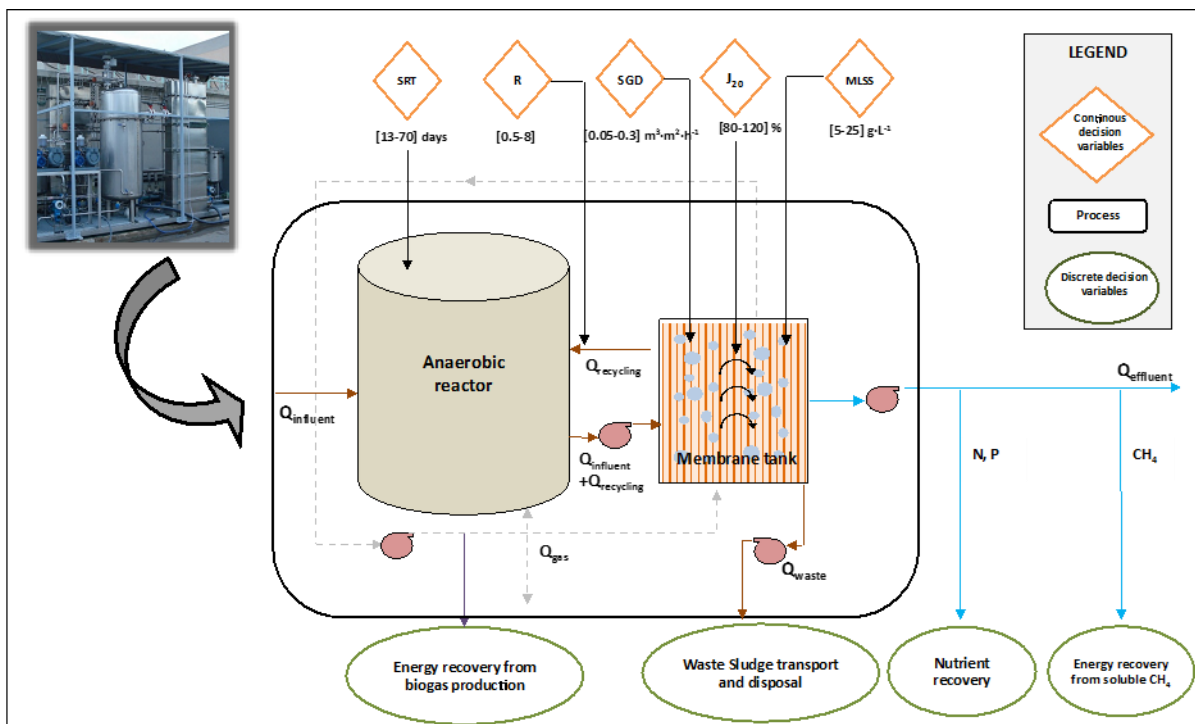 SRT
R
SGD
J20
MLSS
[13-70] days
[0.5-8]
[0.05-0.3] m³·m²·h⁻¹
[80-120] %
[5-25] g·L⁻¹
LEGEND
Continous
decision
variables
Process
Discrete decision
variables
Anaerobic
reactor
Qrecycling
Qinfluent
Qinfluent
+Qrecycling
Membrane tank
Qeffluent
N, P
CH₄
Qgas
Qwaste
Energy recovery from
biogas production
Waste Sludge transport
and disposal
Nutrient
recovery
Energy recovery
from soluble CH₄